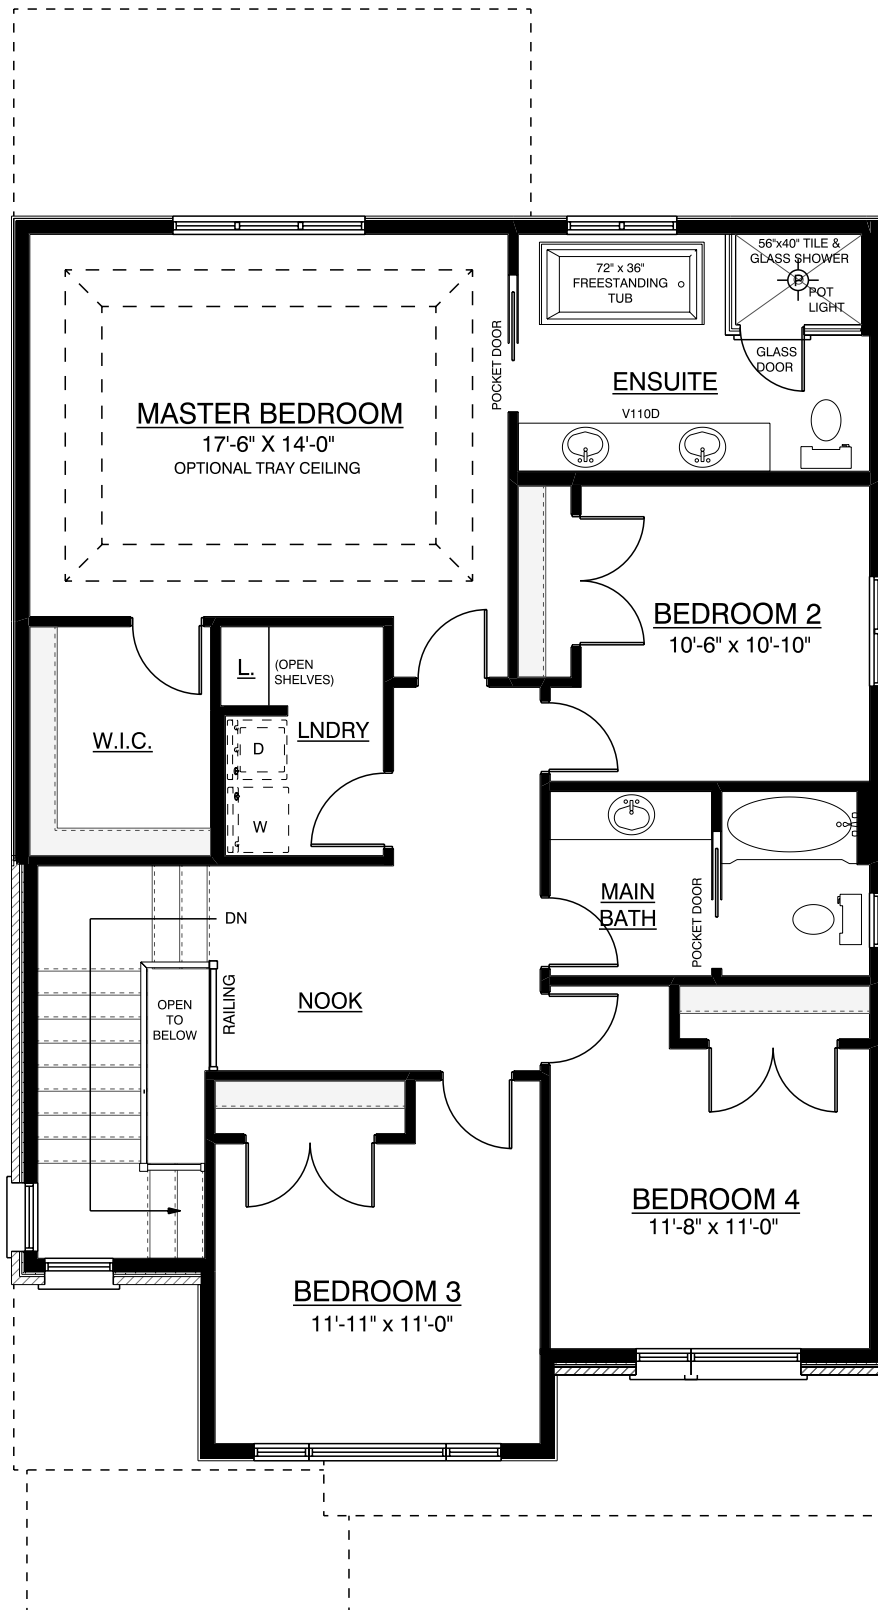 56"x40" TILE &
GLASS SHOWER
P
POT
LIGHT
72" x 36"
FREESTANDING
TUB
GLASS
DOOR
POCKET DOOR
ENSUITE
V110D
MASTER BEDROOM
17'-6" X 14'-0"
OPTIONAL TRAY CEILING
BEDROOM 2
10'-6" x 10'-10"
L.
(OPEN
SHELVES)
LNDRY
W.I.C.
D
W
MAIN
BATH
POCKET DOOR
DN
NOOK
RAILING
OPEN
TO
BELOW
BEDROOM 4
11'-8" x 11'-0"
BEDROOM 3
11'-11" x 11'-0"